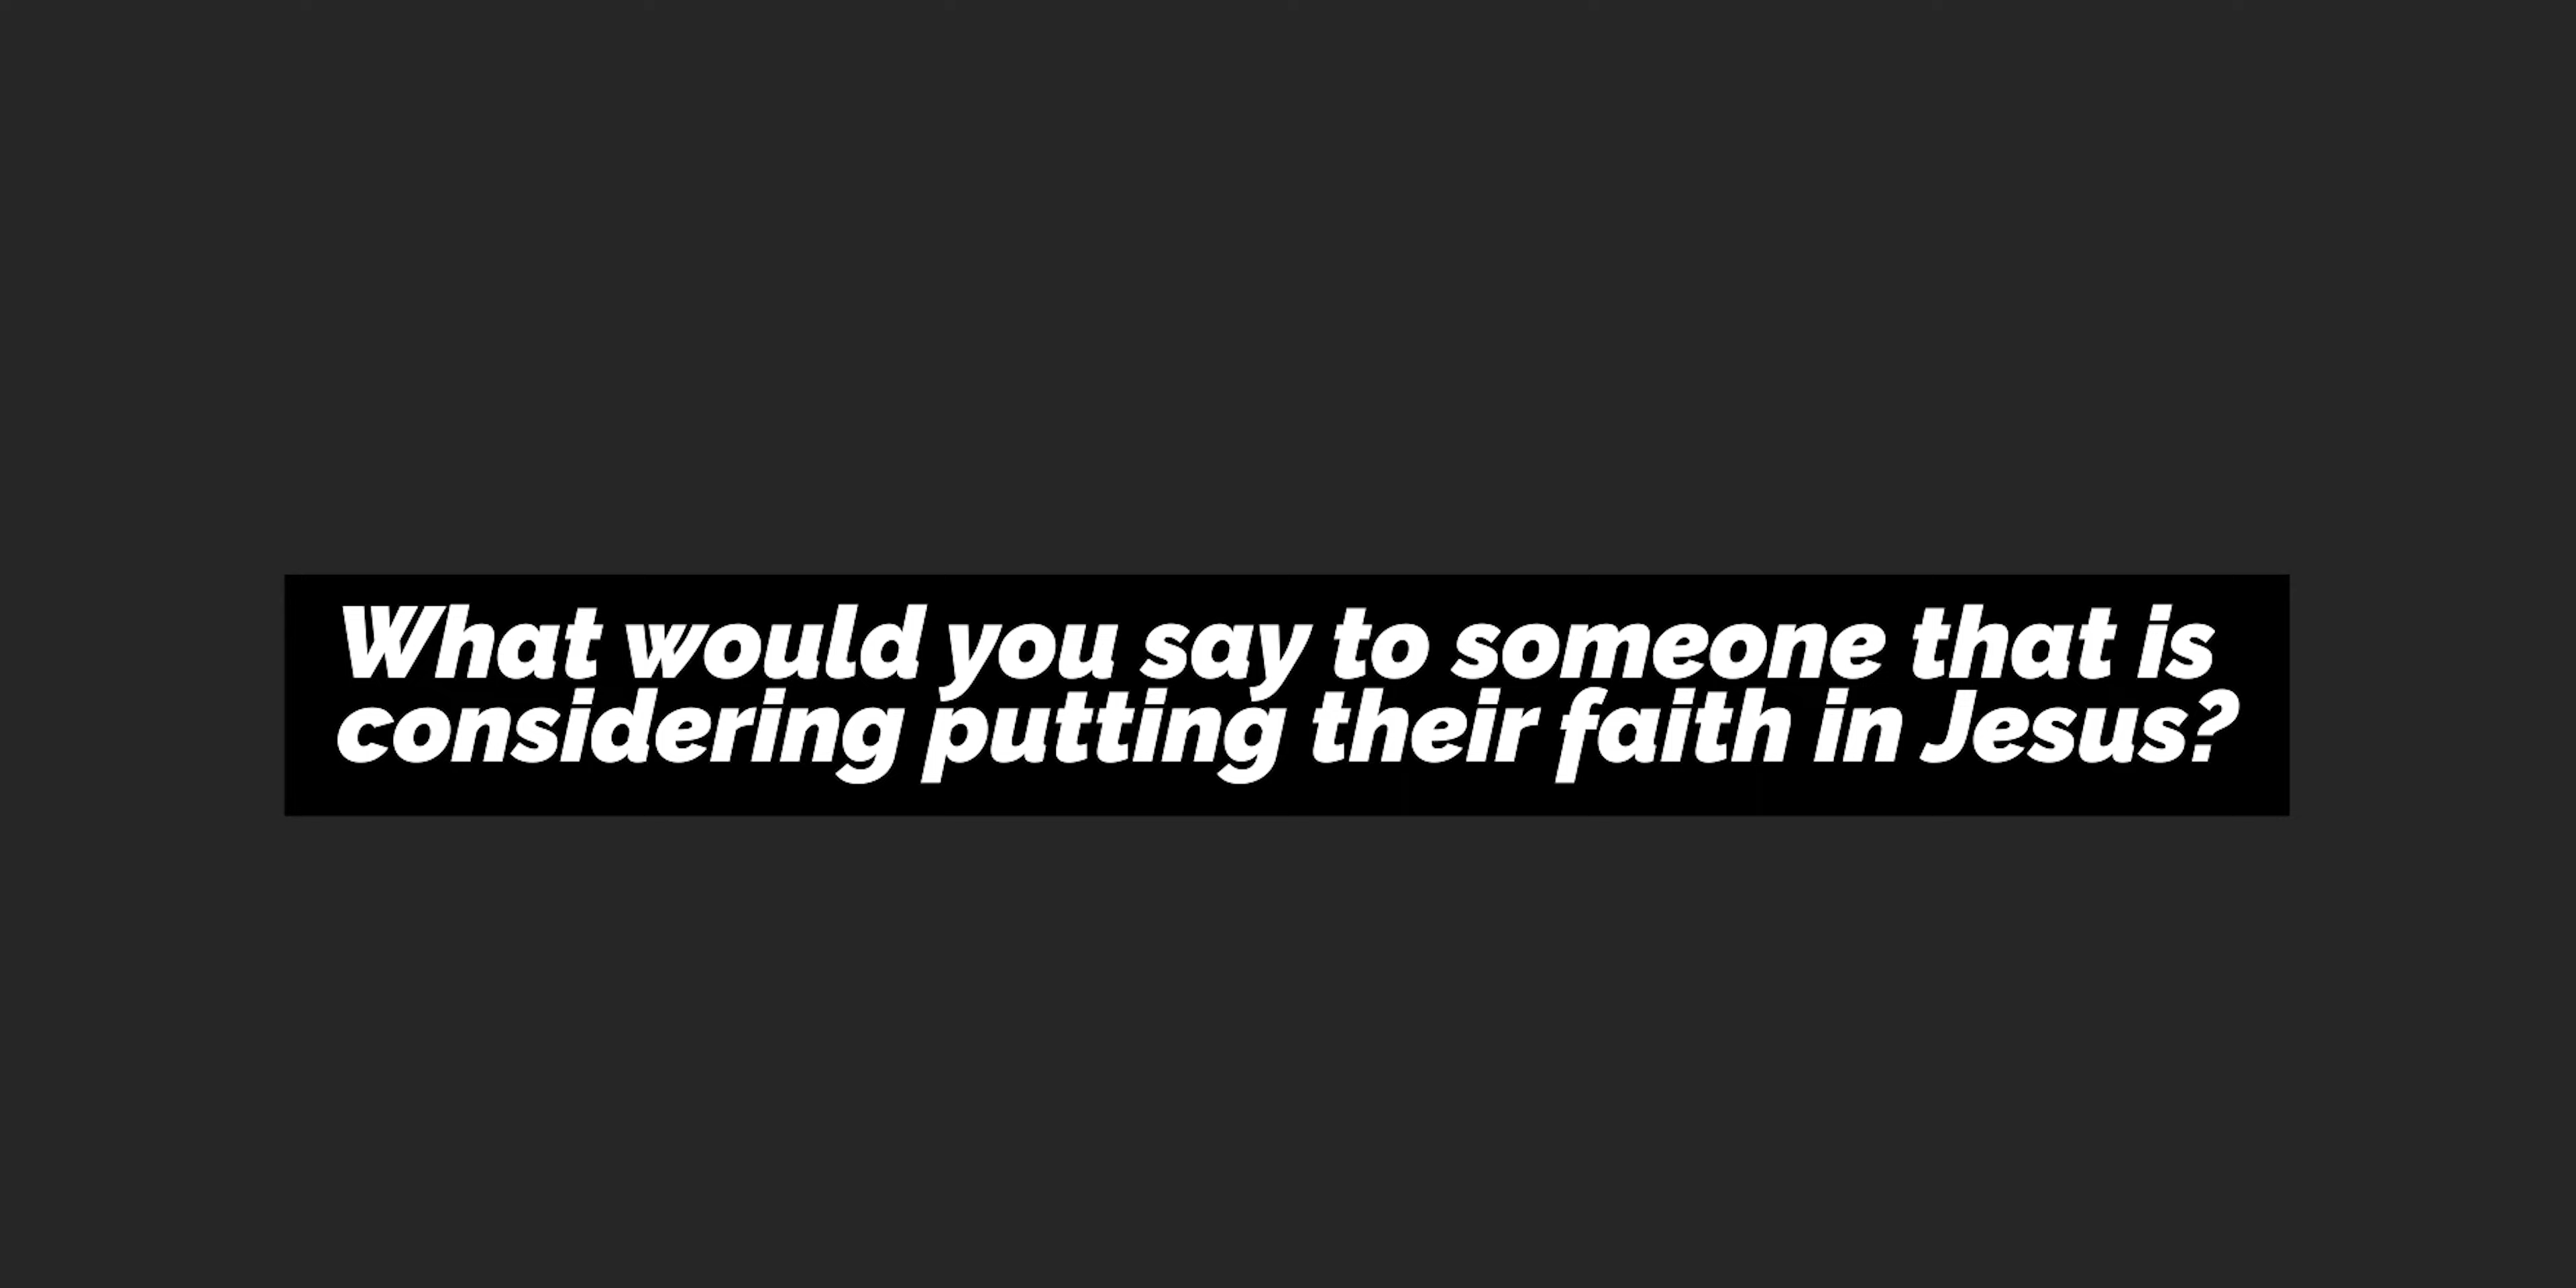 What would you say to someone that is
considering putting their faith in Jesus?